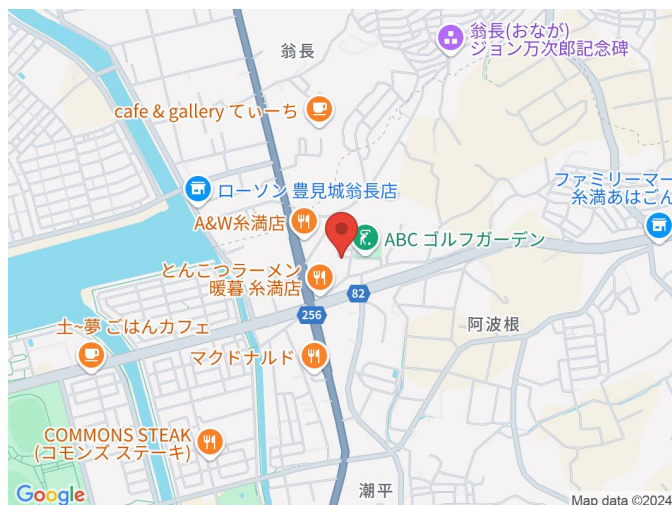 翁長(おなが)
ジョン万次郎記念碑
翁長
cafe & gallery てぃーち
ファミリーマー
糸満あはごん
ローソン 豊見城翁長店
A&W糸満店
ABC ゴルフガーデン
とんこつラーメン
暖暮 糸満店
82
256
阿波根
土~夢 ごはんカフェ
マクドナルド
COMMONS STEAK
(コモンズ ステーキ)
潮平
Google
Map data ©2024